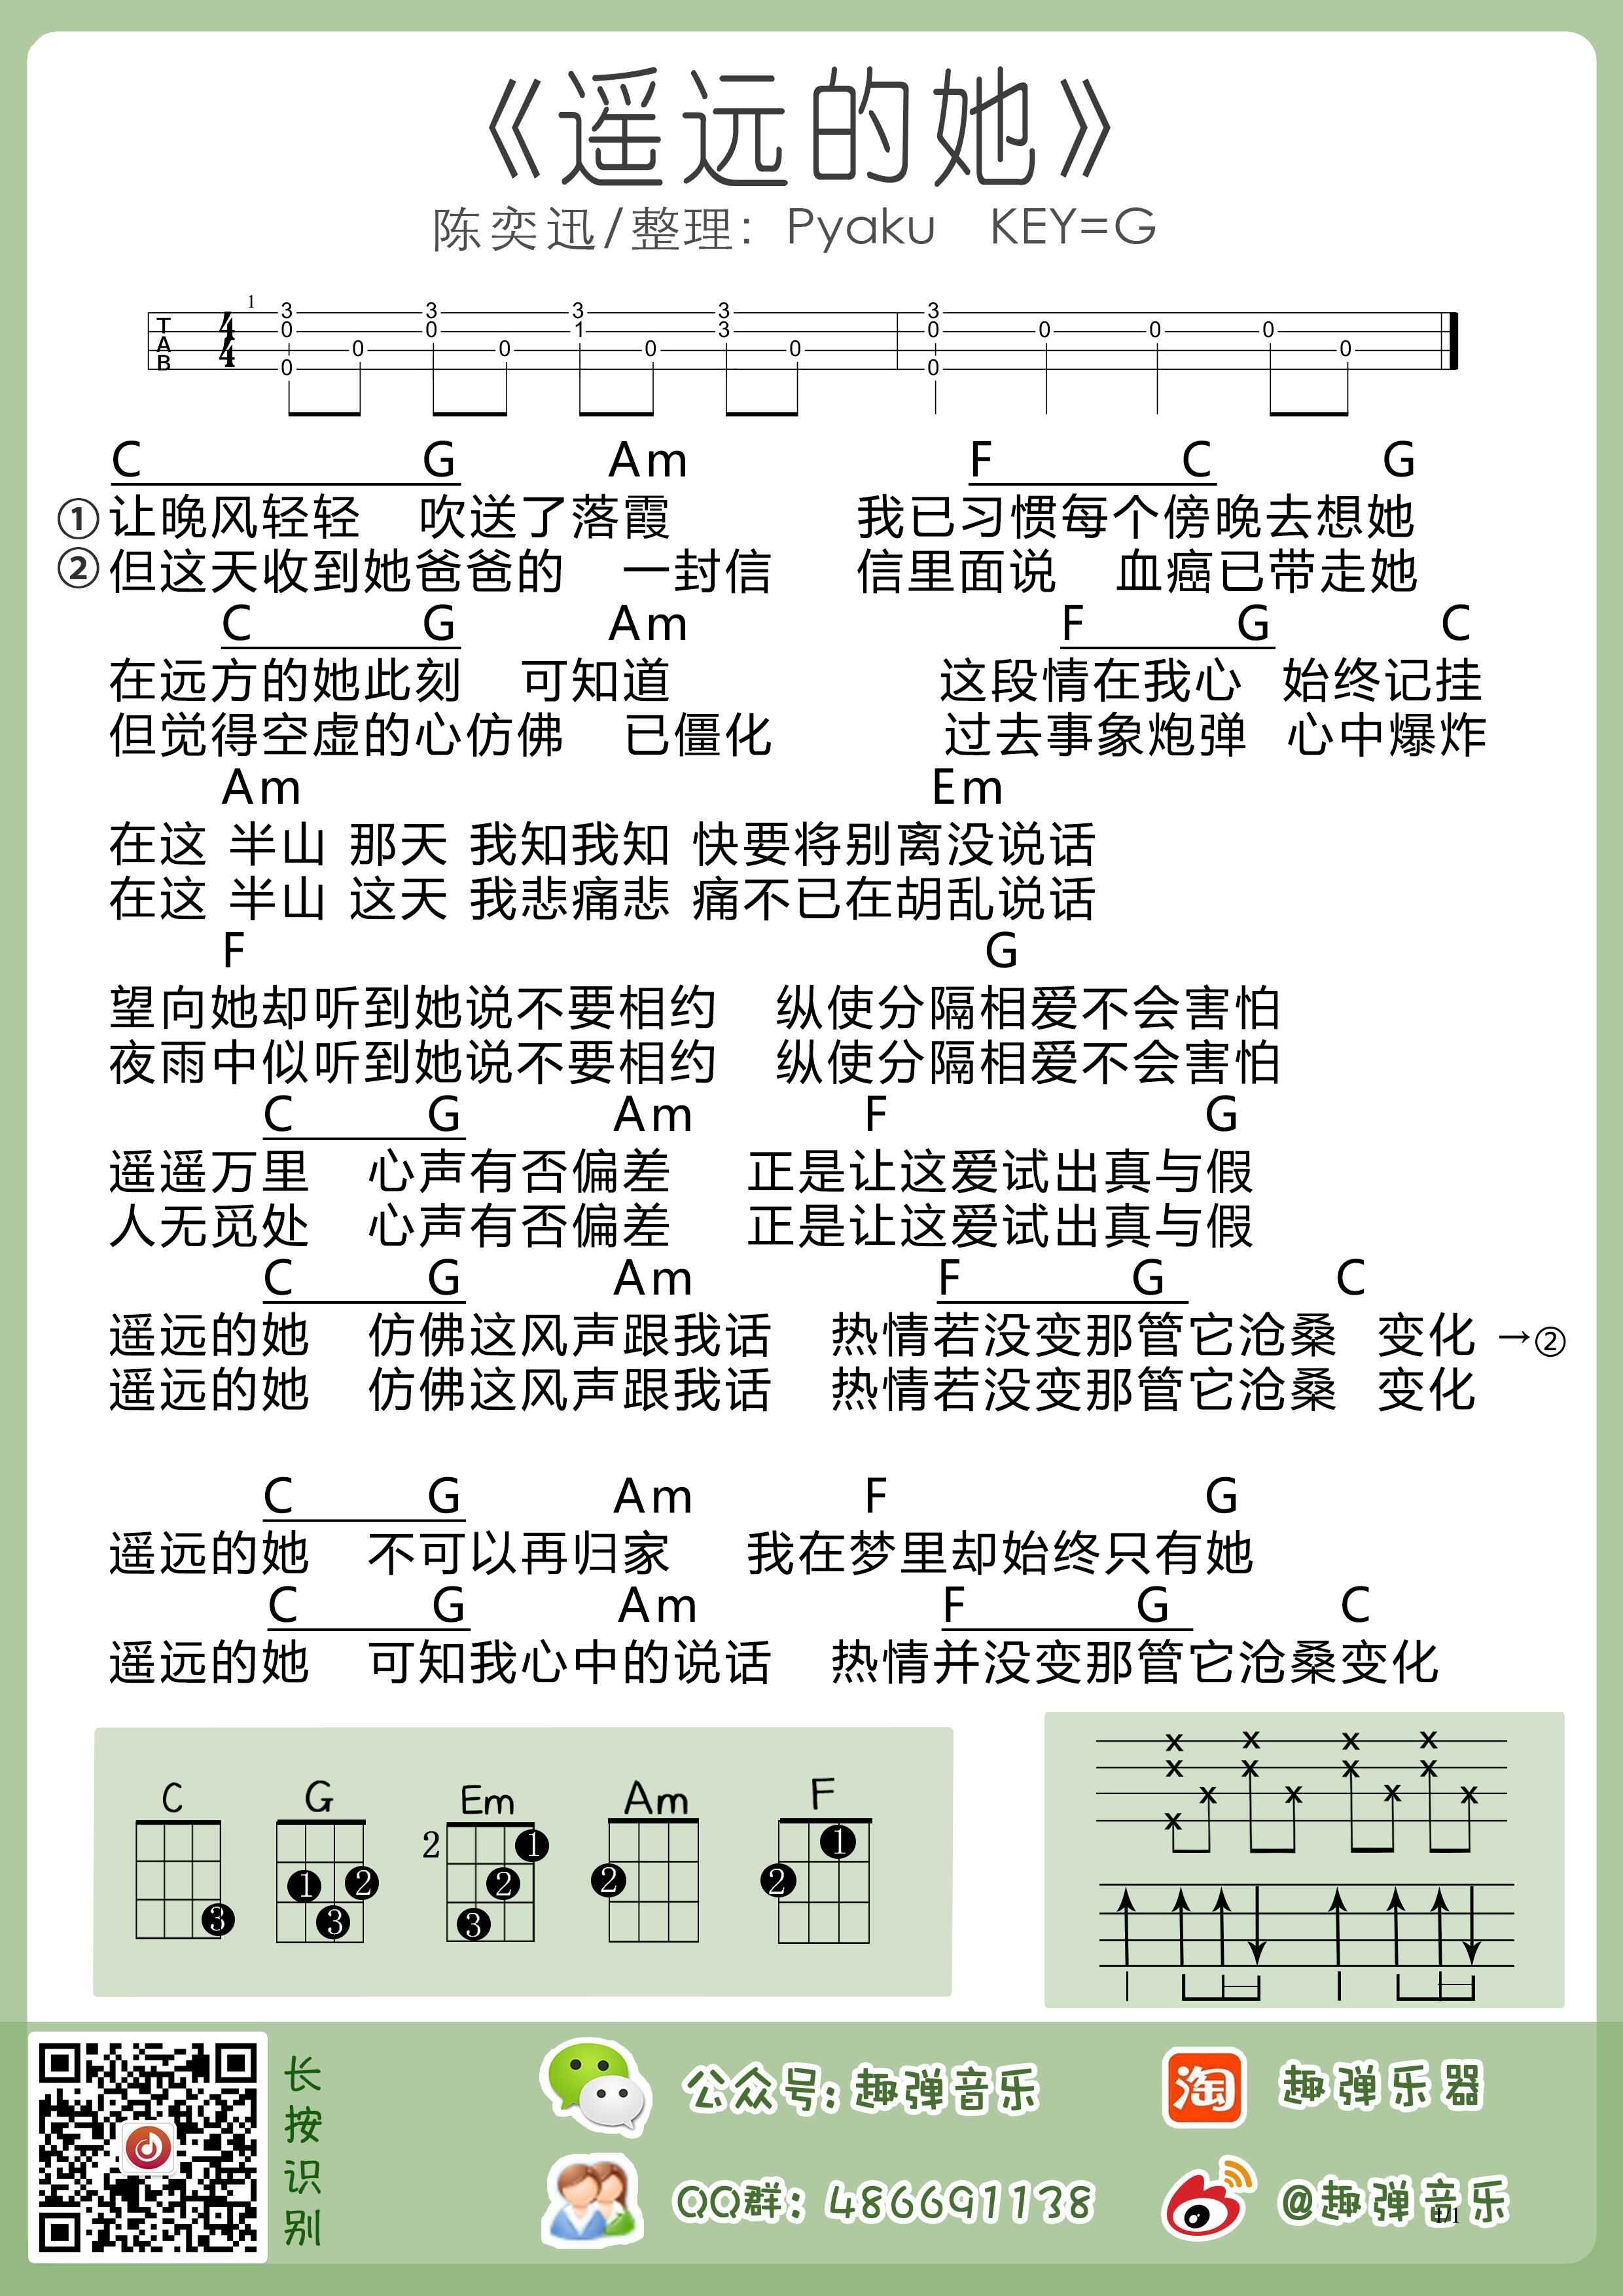 《遥远的她》
陈奕迅/整理：Pyaku KEY=G
1
3 3 3 3 3
T 4 0 0 1 3 0 0 0 0
A 4 0 0 0 0 0
B 0 0
C G Am F C G
①让晚风轻轻 吹送了落霞 我已习惯每个傍晚去想她
②但这天收到她爸爸的 一封信 信里面说 血癌已带走她
C G Am F G C
在远方的她此刻 可知道 这段情在我心 始终记挂
但觉得空虚的心仿佛 已僵化 过去事象炮弹 心中爆炸
Am Em
在这 半山 那天 我知我知 快要将别离没说话
在这 半山 这天 我悲痛悲 痛不已在胡乱说话
F G
望向她却听到她说不要相约 纵使分隔相爱不会害怕
夜雨中似听到她说不要相约 纵使分隔相爱不会害怕
C G Am F G
遥遥万里 心声有否偏差 正是让这爱试出真与假
人无觅处 心声有否偏差 正是让这爱试出真与假
C G Am F G C
遥远的她 仿佛这风声跟我话 热情若没变那管它沧桑 变化 →②
遥远的她 仿佛这风声跟我话 热情若没变那管它沧桑 变化
C G Am F G
遥远的她 不可以再归家 我在梦里却始终只有她
C G Am F G C
遥远的她 可知我心中的说话 热情并没变那管它沧桑变化
C G Em Am F
3
1 2 3
2 1 2 3
2
1 2
x x x x
x x x x
x x x x
x
长按识别
公众号：趣弹音乐
淘 趣弹乐器
QQ群：486691138
@趣弹音乐
1/1